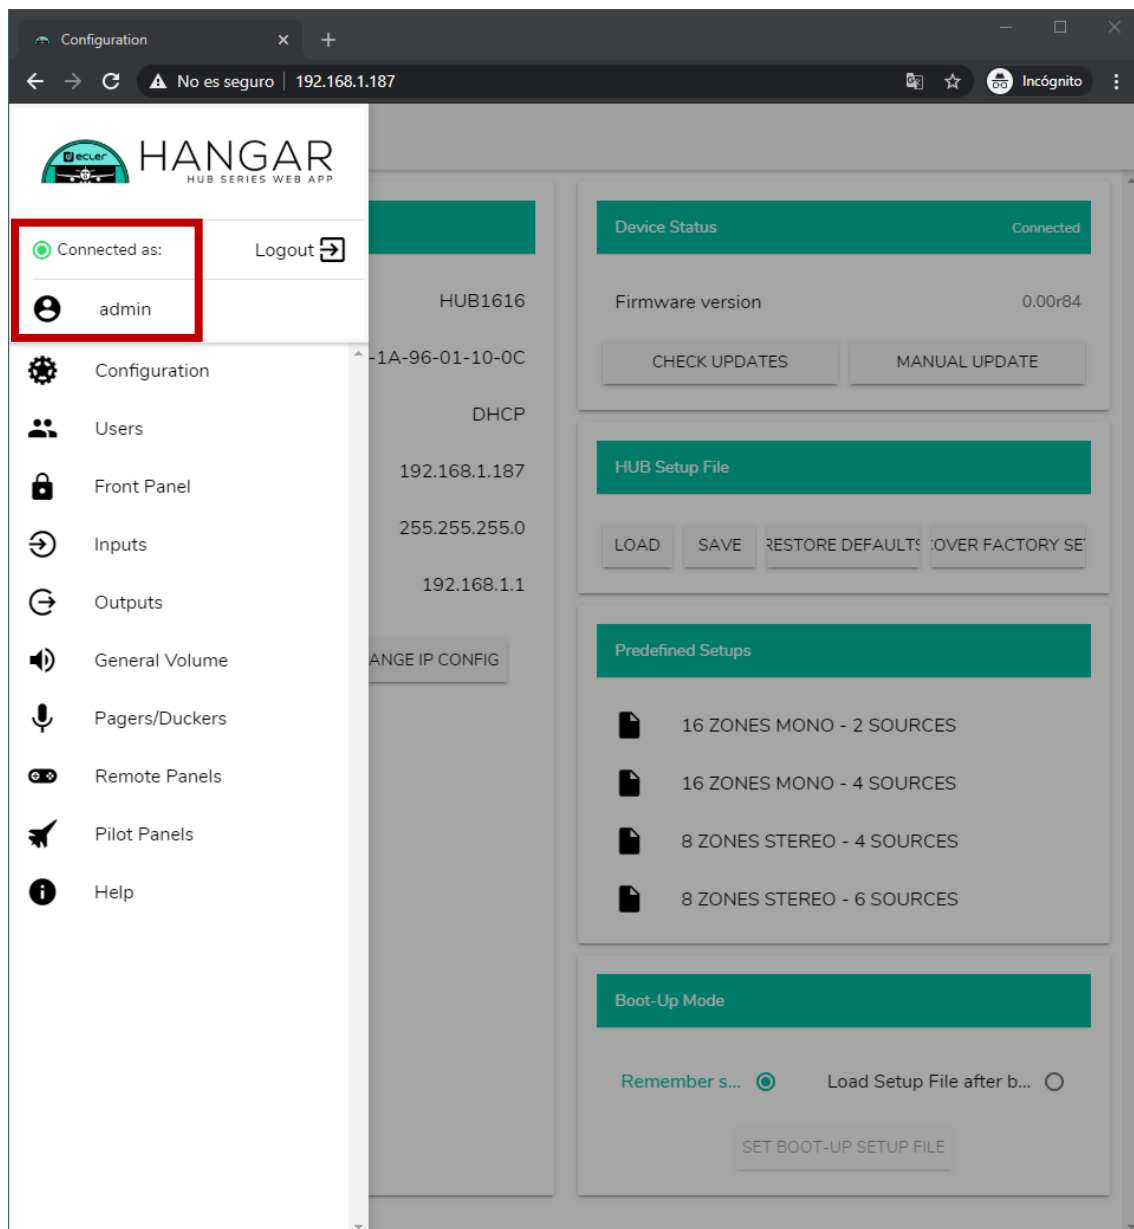 Configuration
No es seguro | 192.168.1.187
Incógnito
ecler
HANGAR
HUB SERIES WEB APP
Connected as:
Logout
admin
Configuration
Users
Front Panel
Inputs
Outputs
General Volume
Pagers/Duckers
Remote Panels
Pilot Panels
Help
HUB1616
-1A-96-01-10-0C
DHCP
192.168.1.187
255.255.255.0
192.168.1.1
ANGE IP CONFIG
Device Status
Connected
Firmware version
0.00r84
CHECK UPDATES
MANUAL UPDATE
HUB Setup File
LOAD
SAVE
RESTORE DEFAULTS
OVER FACTORY SE
Predefined Setups
16 ZONES MONO - 2 SOURCES
16 ZONES MONO - 4 SOURCES
8 ZONES STEREO - 4 SOURCES
8 ZONES STEREO - 6 SOURCES
Boot-Up Mode
Remember s...
Load Setup File after b...
SET BOOT-UP SETUP FILE